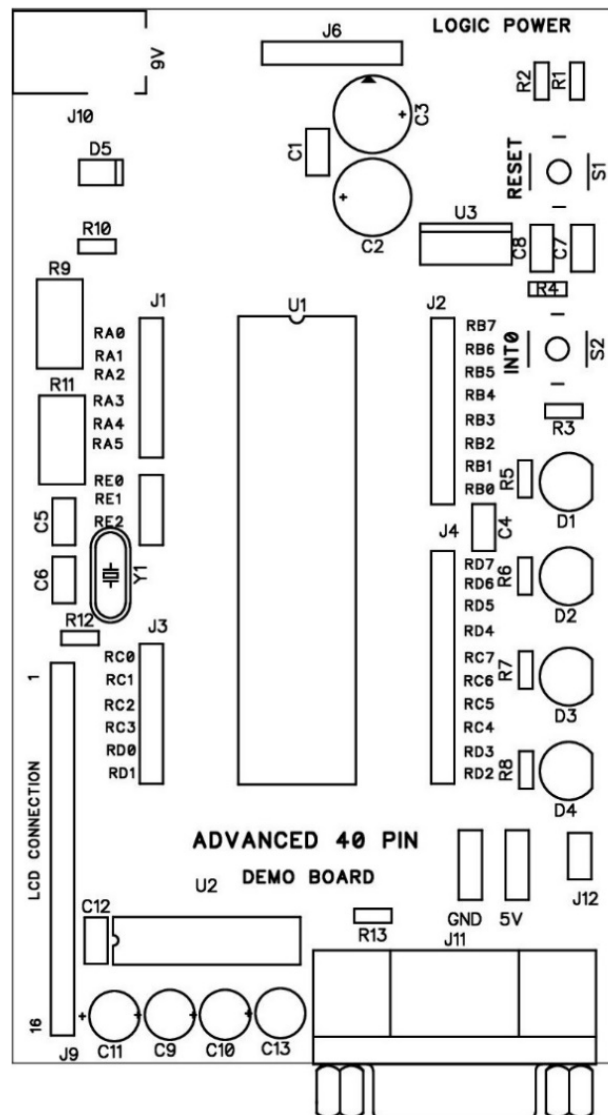 J6
LOGIC POWER
9V
J10
R2
R1
C3
C1
D5
RESET
S1
R10
C2
U3
C8
C7
R9
R4
J1
U1
J2
RA0
RA1
RA2
R11
RA3
RA4
RA5
RB7
RB6
RB5
RB4
RB3
RB2
RB1
RB0
INT0
S2
R3
R5
D1
RE0
RE1
RE2
C5
C6
Y1
J4
C4
RD7
RD6
RD5
RD4
RC7
RC6
RC5
RC4
RD3
RD2
R6
D2
R7
D3
R8
D4
R12
J3
RC0
RC1
RC2
RC3
RD0
RD1
1
LCD CONNECTION
16
J9
ADVANCED 40 PIN
DEMO BOARD
U2
C12
GND
5V
J12
R13
J11
C11
C9
C10
C13